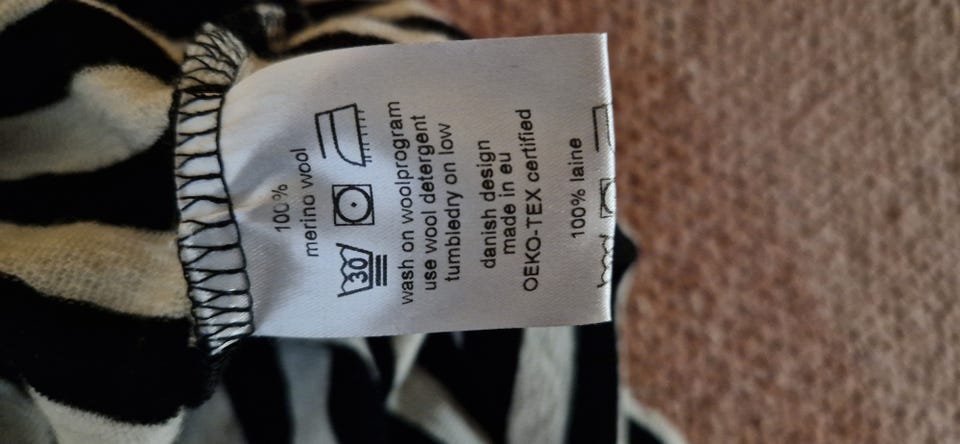 100%
merino wool
30
wash on woolprogram
use wool detergent
tumbledry on low
danish design
made in eu
OEKO-TEX certified
100% laine